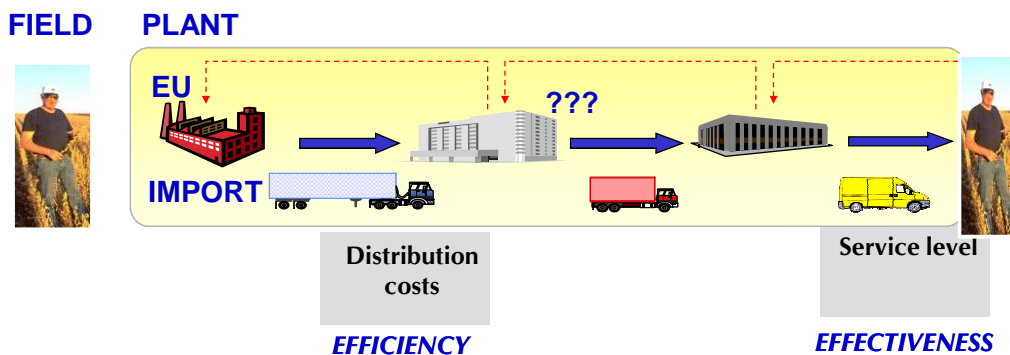 FIELD
PLANT
EU
???
IMPORT
Distribution
costs
Service level
EFFICIENCY
EFFECTIVENESS